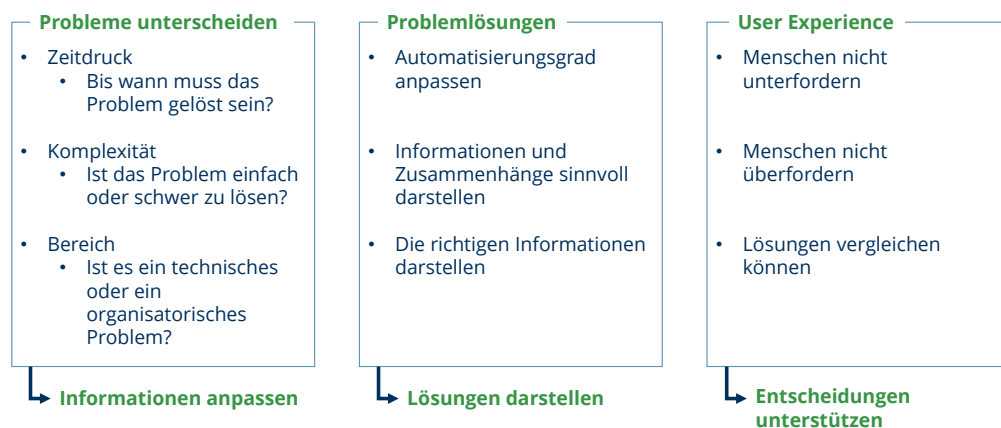 Probleme unterscheiden
• Zeitdruck
• Bis wann muss das
Problem gelöst sein?
• Komplexität
• Ist das Problem einfach
oder schwer zu lösen?
• Bereich
• Ist es ein technisches
oder ein
organisatorisches
Problem?
Informationen anpassen
Problemlösungen
• Automatisierungsgrad
anpassen
• Informationen und
Zusammenhänge sinnvoll
darstellen
• Die richtigen Informationen
darstellen
Lösungen darstellen
User Experience
• Menschen nicht
unterfordern
• Menschen nicht
überfordern
• Lösungen vergleichen
können
Entscheidungen
unterstützen